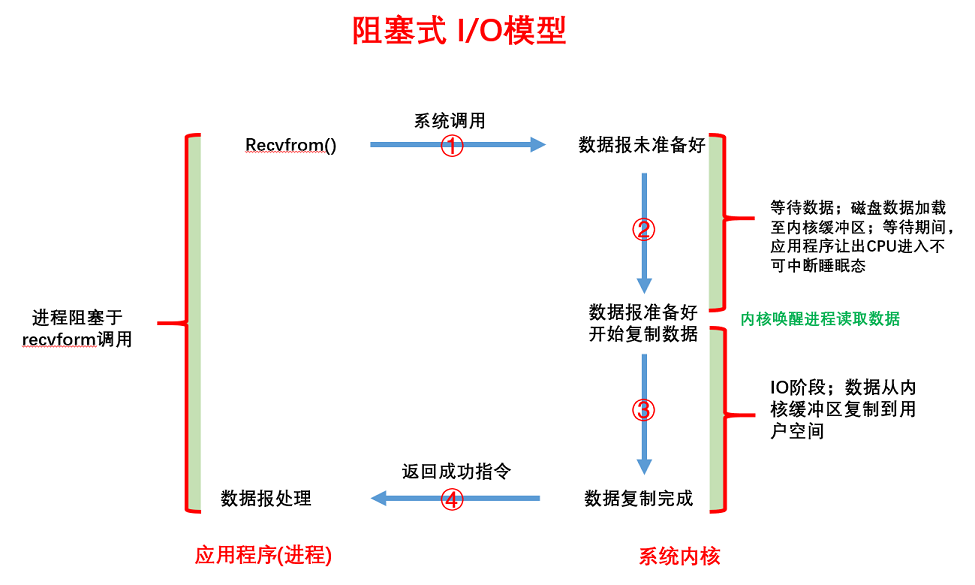 阻塞式 I/O模型
系统调用
Recvfrom()
①
数据报未准备好
等待数据；磁盘数据加载
至内核缓冲区；等待期间，
应用程序让出CPU进入不
可中断睡眠态
②
进程阻塞于
recvform调用
数据报准备好
开始复制数据
内核唤醒进程读取数据
IO阶段；数据从内
核缓冲区复制到用
户空间
③
返回成功指令
数据报处理
④
数据复制完成
应用程序(进程)
系统内核